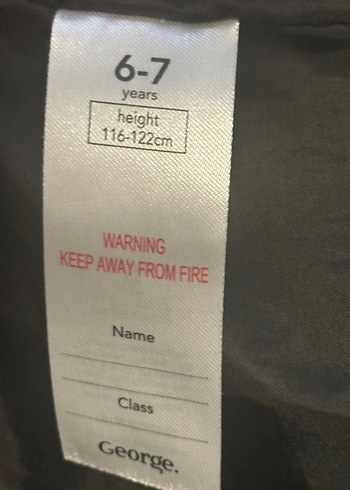 6-7
years
height
116-122cm
WARNING
KEEP AWAY FROM FIRE
Name
Class
George.